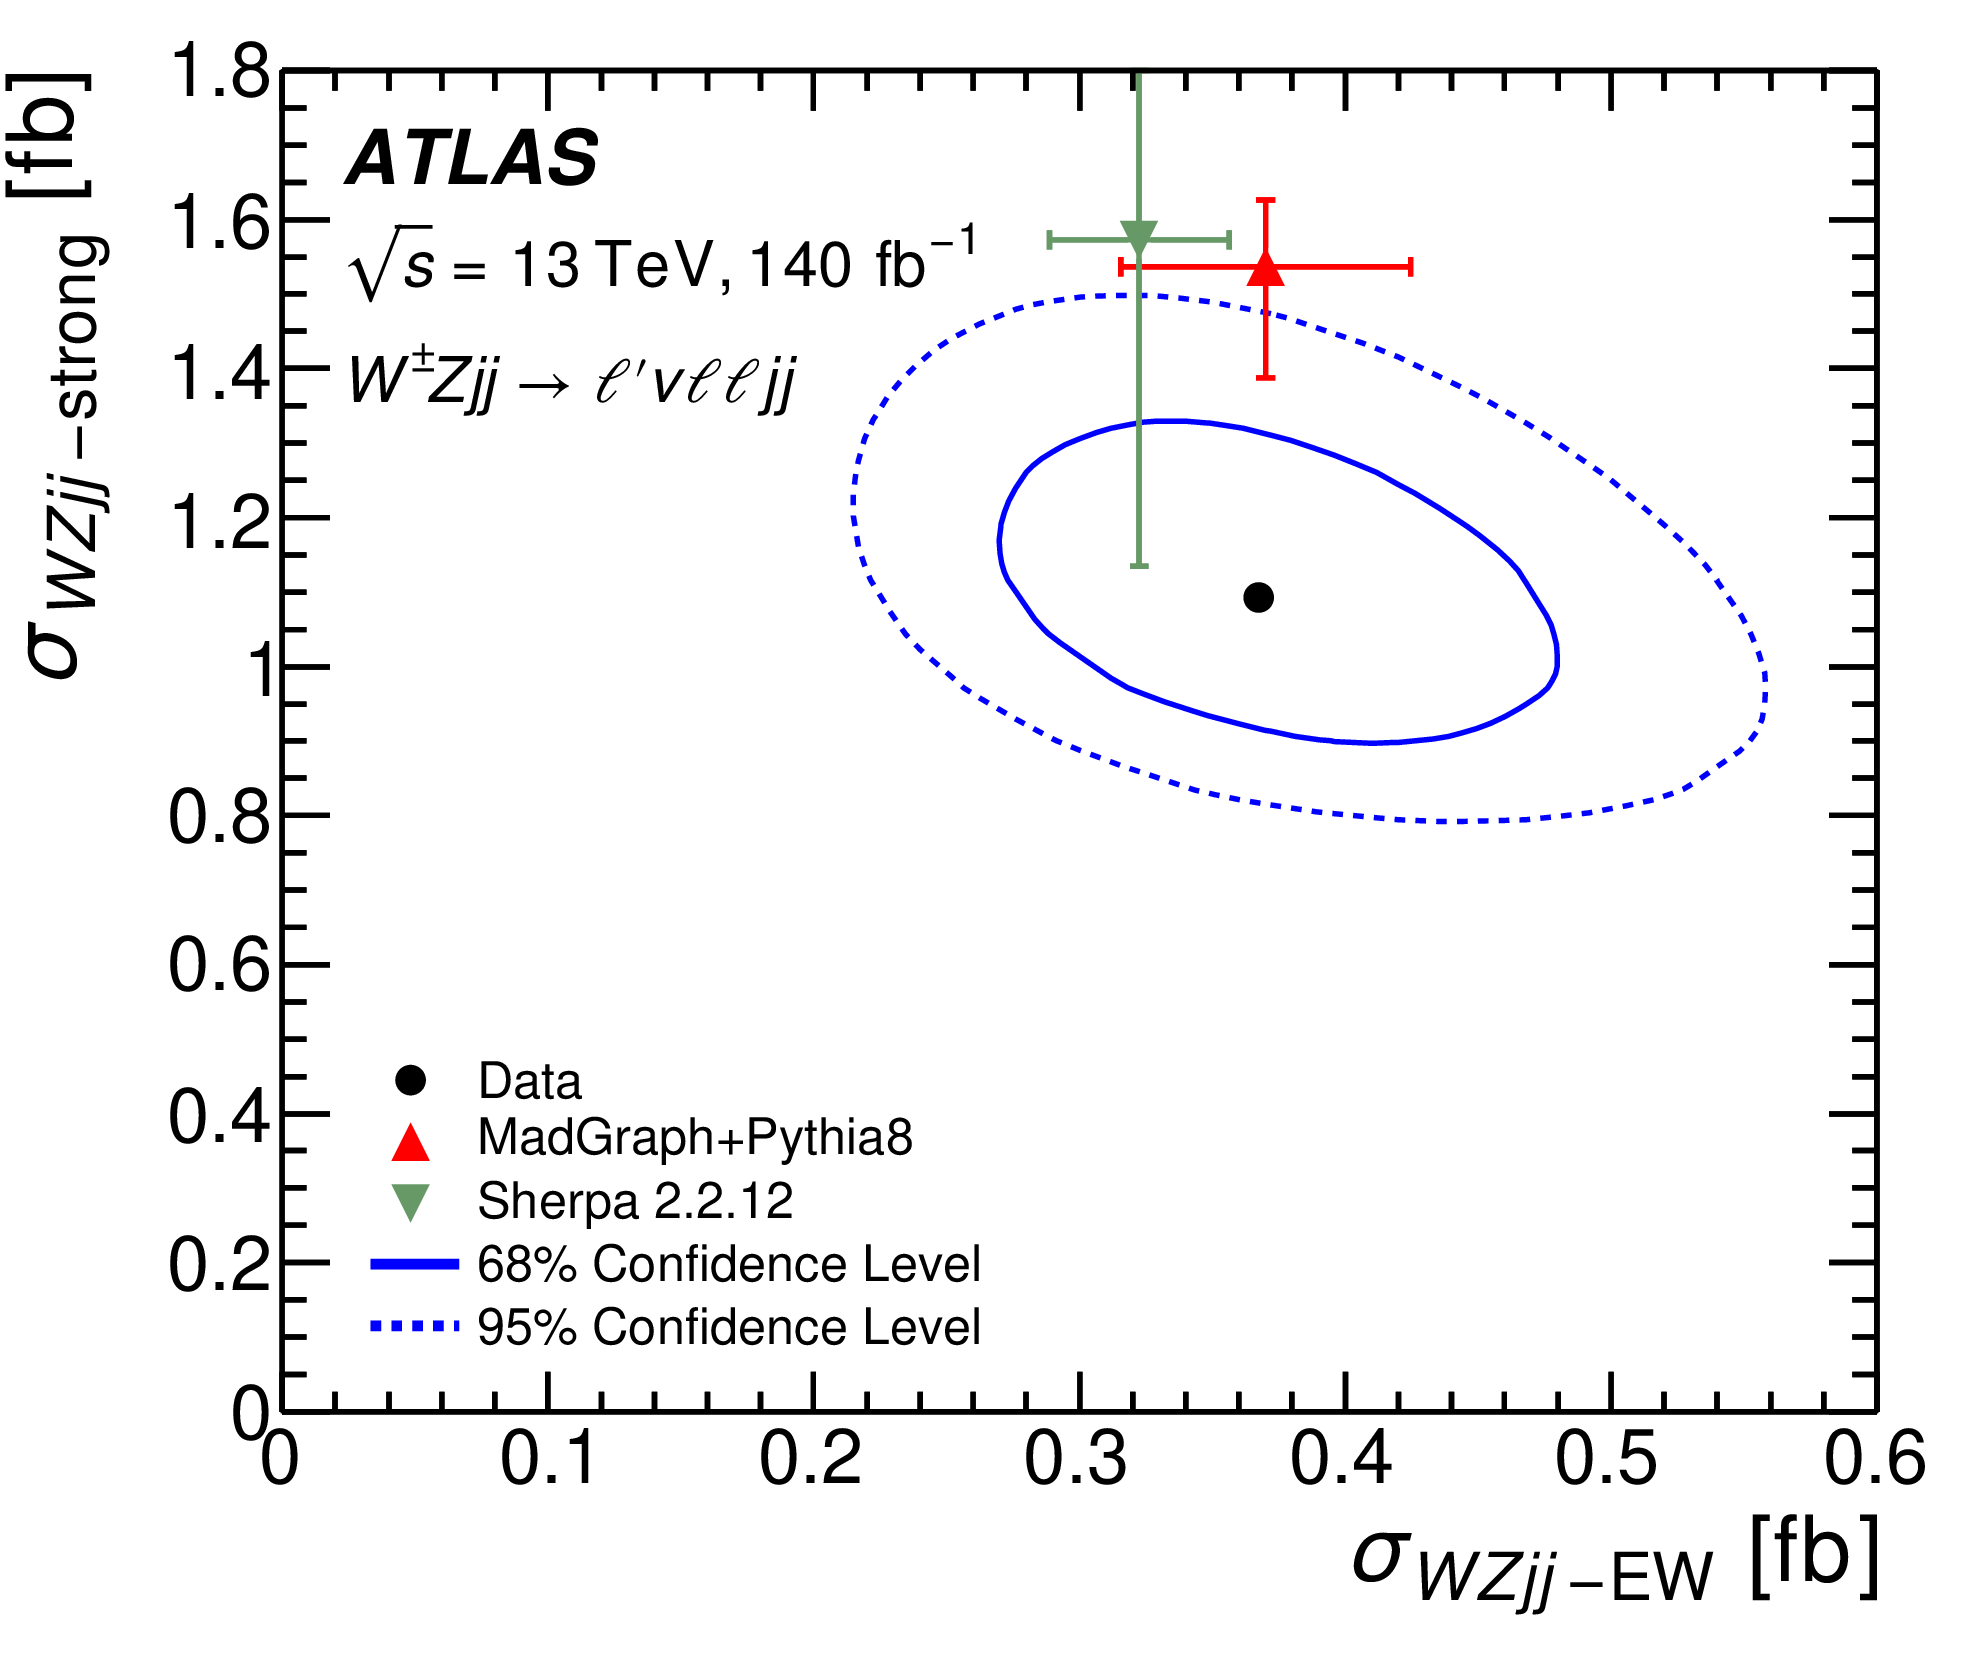 σ WZjj−strong [fb]
1.8
1.6
1.4
1.2
1
0.8
0.6
0.4
0.2
0
ATLAS
√s = 13 TeV, 140 fb⁻¹
W±Zjj → ℓ′νℓℓjj
Data
MadGraph+Pythia8
Sherpa 2.2.12
68% Confidence Level
95% Confidence Level
0 0.1 0.2 0.3 0.4 0.5 0.6
σ WZjj−EW [fb]